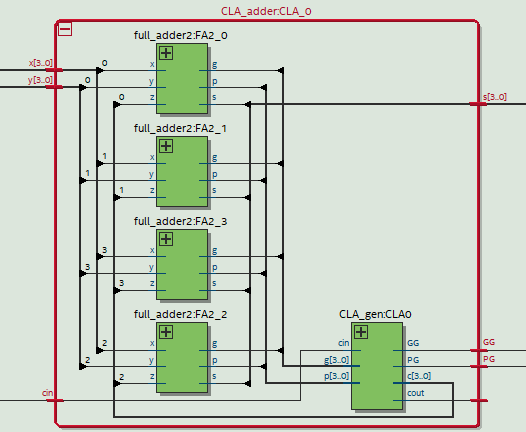 CLA_adder:CLA_0
full_adder2:FA2_0
x[3..0] 0 x g
y[3..0] 0 y p
0 z s s[3..0]
full_adder2:FA2_1
1 x g
1 y p
1 z s
full_adder2:FA2_3
3 x g
3 y p
3 z s
full_adder2:FA2_2
CLA_gen:CLA0
2 x g cin GG GG
2 y p g[3..0] PG PG
2 z s p[3..0] c[3..0]
cin cout